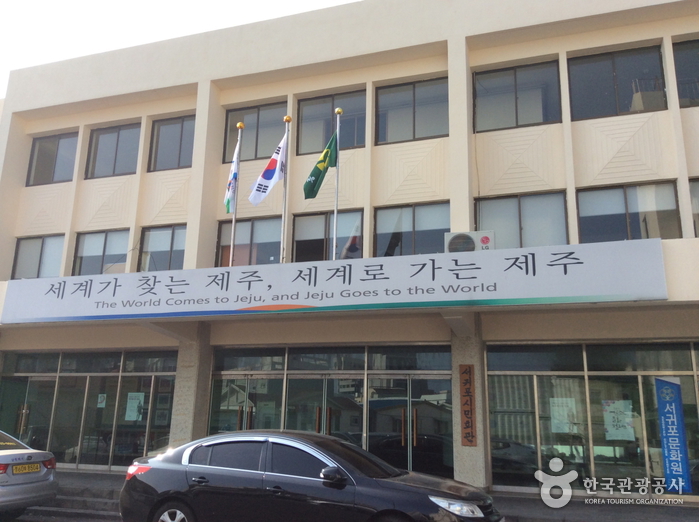 세계가 찾는 제주, 세계로 가는 제주
The World Comes to Jeju, and Jeju Goes to the World
서귀포시민회관
서귀포문화원
한국관광공사
KOREA TOURISM ORGANIZATION